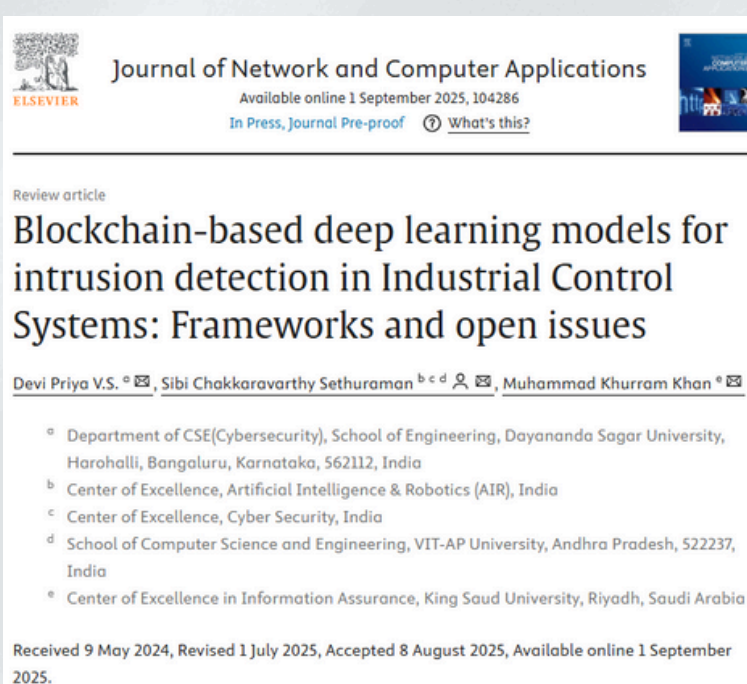 ELSEVIER
Journal of Network and Computer Applications
Available online 1 September 2025, 104286
In Press, Journal Pre-proof ? What's this?
Review article
Blockchain-based deep learning models for
intrusion detection in Industrial Control
Systems: Frameworks and open issues
Devi Priya V.S. a, Sibi Chakkaravarthy Sethuraman b c d, Muhammad Khurram Khan e
a Department of CSE(Cybersecurity), School of Engineering, Dayananda Sagar University,
Harohalli, Bangaluru, Karnataka, 562112, India
b Center of Excellence, Artificial Intelligence & Robotics (AIR), India
c Center of Excellence, Cyber Security, India
d School of Computer Science and Engineering, VIT-AP University, Andhra Pradesh, 522237,
India
e Center of Excellence in Information Assurance, King Saud University, Riyadh, Saudi Arabia
Received 9 May 2024, Revised 1 July 2025, Accepted 8 August 2025, Available online 1 September
2025.